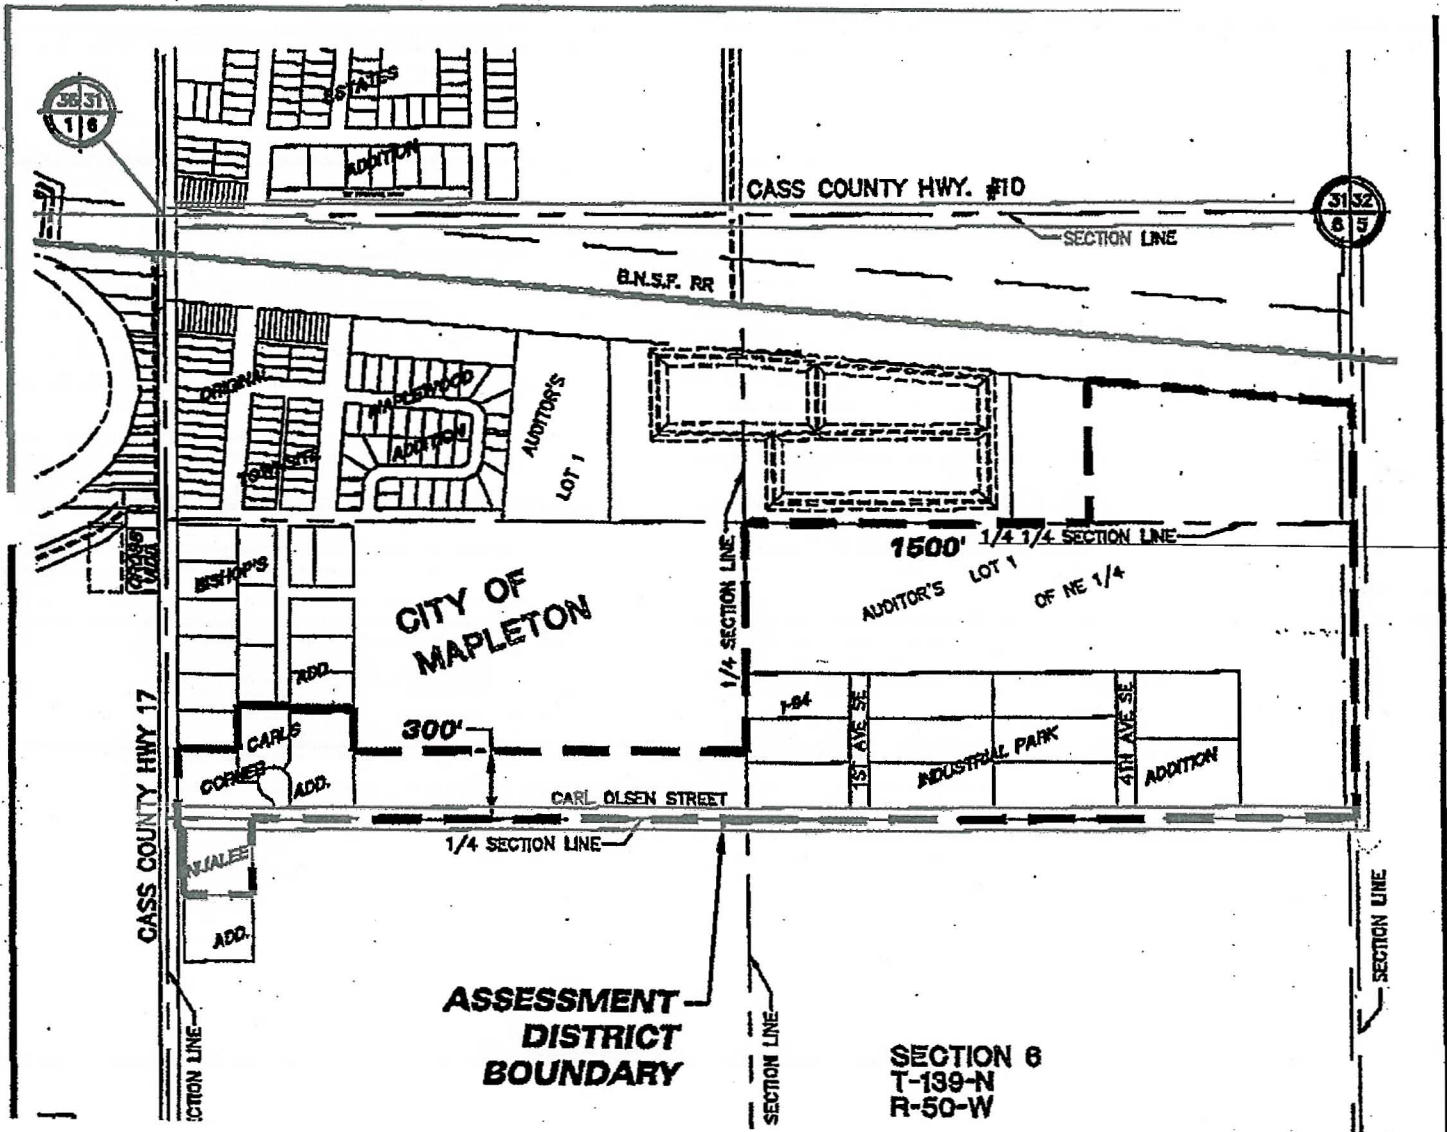 ESTATES
36 31
1 6
ADDITION
CASS COUNTY HWY. #10
31 32
6 5
SECTION LINE
B.N.S.F. RR
ORIGINAL
MAPLEWOOD
AUDITOR'S
ADDITION
TOWNSITE
LOT 1
1500'
1/4 1/4 SECTION LINE
CROSS
ADD.
BISHOP'S
CITY OF
MAPLETON
1/4 SECTION LINE
AUDITOR'S LOT 1 OF NE 1/4
ADD.
I-94
1ST AVE SE
INDUSTRIAL PARK
4TH AVE SE
ADDITION
CASS COUNTY HWY 17
300'
CARL'S
CORNER
ADD.
CARL OLSEN STREET
1/4 SECTION LINE
ADD.
SECTION LINE
ASSESSMENT
DISTRICT
BOUNDARY
SECTION LINE
SECTION 6
T-139-N
R-50-W